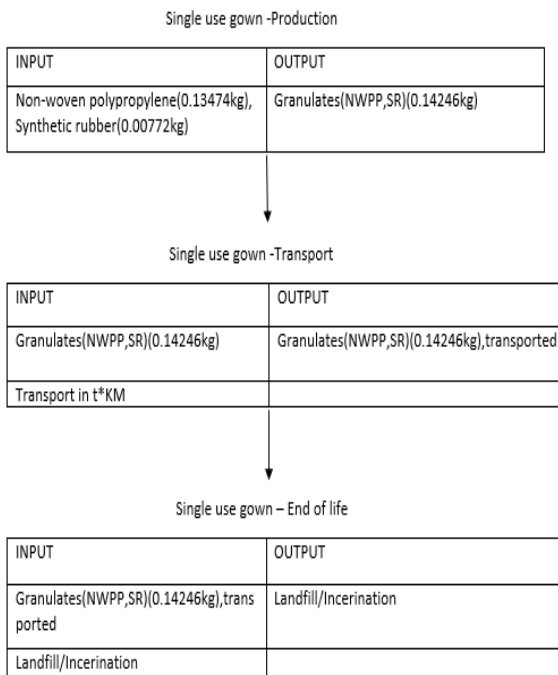 Single use gown -Production
INPUT OUTPUT
Non-woven polypropylene(0.13474kg), Granulates(NWPP,SR)(0.14246kg)
Synthetic rubber(0.00772kg)
Single use gown -Transport
INPUT OUTPUT
Granulates(NWPP,SR)(0.14246kg) Granulates(NWPP,SR)(0.14246kg),transported
Transport in t*KM
Single use gown – End of life
INPUT OUTPUT
Granulates(NWPP,SR)(0.14246kg),trans Landfill/Incerination
ported
Landfill/Incerination